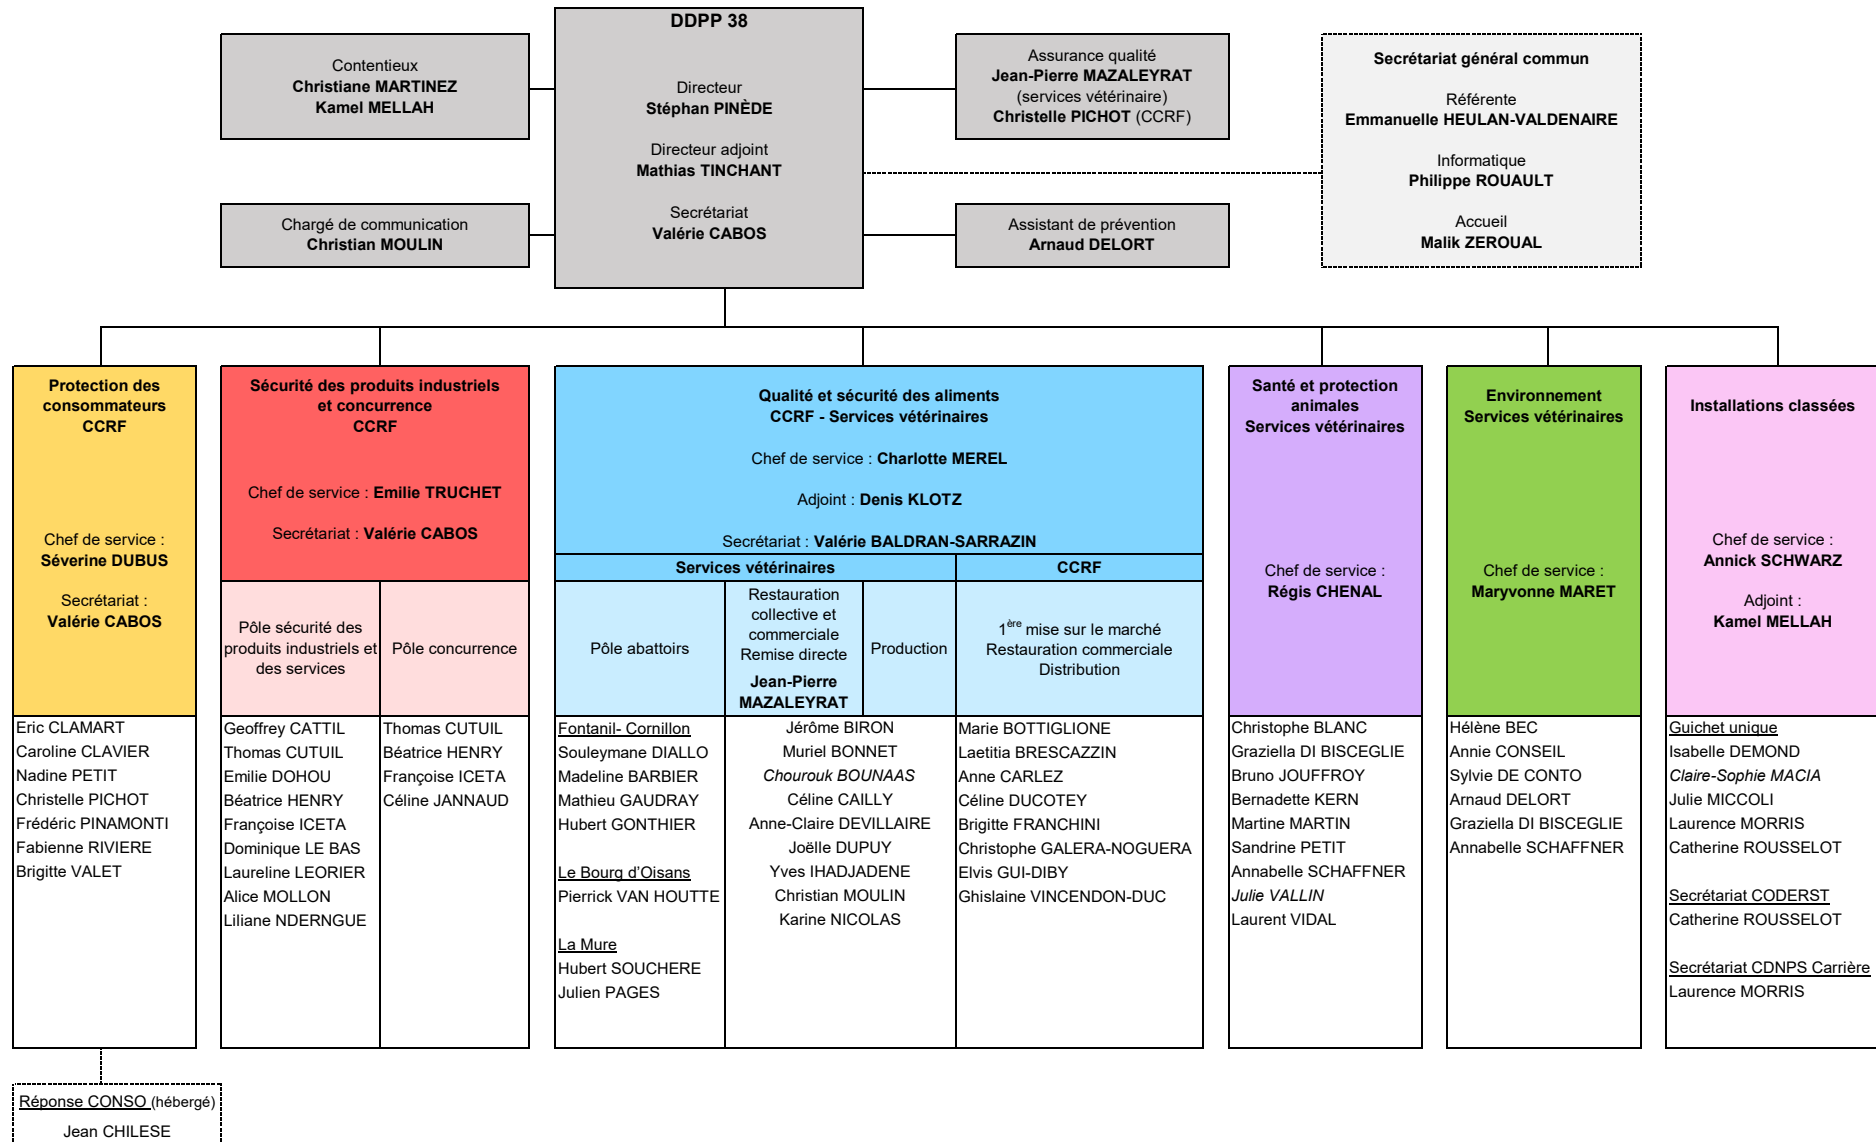 DDPP 38
Directeur
Stéphan PINÈDE
Directeur adjoint
Mathias TINCHANT
Secrétariat
Valérie CABOS
Contentieux
Christiane MARTINEZ
Kamel MELLAH
Chargé de communication
Christian MOULIN
Assurance qualité
Jean-Pierre MAZALEYRAT
(services vétérinaire)
Christelle PICHOT (CCRF)
Assistant de prévention
Arnaud DELORT
Secrétariat général commun
Référente
Emmanuelle HEULAN-VALDENAIRE
Informatique
Philippe ROUAULT
Accueil
Malik ZEROUAL
Protection des
consommateurs
CCRF
Chef de service :
Séverine DUBUS
Secrétariat :
Valérie CABOS
Eric CLAMART
Caroline CLAVIER
Nadine PETIT
Christelle PICHOT
Frédéric PINAMONTI
Fabienne RIVIERE
Brigitte VALET
Réponse CONSO (hébergé)
Jean CHILESE
Sécurité des produits industriels
et concurrence
CCRF
Chef de service : Emilie TRUCHET
Secrétariat : Valérie CABOS
Pôle sécurité des
produits industriels et
des services
Geoffrey CATTIL
Thomas CUTUIL
Emilie DOHOU
Béatrice HENRY
Françoise ICETA
Dominique LE BAS
Laureline LEORIER
Alice MOLLON
Liliane NDERNGUE
Pôle concurrence
Thomas CUTUIL
Béatrice HENRY
Françoise ICETA
Céline JANNAUD
Qualité et sécurité des aliments
CCRF - Services vétérinaires
Chef de service : Charlotte MEREL
Adjoint : Denis KLOTZ
Secrétariat : Valérie BALDRAN-SARRAZIN
Services vétérinaires
Pôle abattoirs
Fontanil- Cornillon
Souleymane DIALLO
Madeline BARBIER
Mathieu GAUDRAY
Hubert GONTHIER
Le Bourg d'Oisans
Pierrick VAN HOUTTE
La Mure
Hubert SOUCHERE
Julien PAGES
Restauration
collective et
commerciale
Remise directe
Jean-Pierre
MAZALEYRAT
Production
Jérôme BIRON
Muriel BONNET
Chourouk BOUNAAS
Céline CAILLY
Anne-Claire DEVILLAIRE
Joëlle DUPUY
Yves IHADJADENE
Christian MOULIN
Karine NICOLAS
CCRF
1ère mise sur le marché
Restauration commerciale
Distribution
Marie BOTTIGLIONE
Laetitia BRESCAZZIN
Anne CARLEZ
Céline DUCOTEY
Brigitte FRANCHINI
Christophe GALERA-NOGUERA
Elvis GUI-DIBY
Ghislaine VINCENDON-DUC
Santé et protection
animales
Services vétérinaires
Chef de service :
Régis CHENAL
Christophe BLANC
Graziella DI BISCEGLIE
Bruno JOUFFROY
Bernadette KERN
Martine MARTIN
Sandrine PETIT
Annabelle SCHAFFNER
Julie VALLIN
Laurent VIDAL
Environnement
Services vétérinaires
Chef de service :
Maryvonne MARET
Hélène BEC
Annie CONSEIL
Sylvie DE CONTO
Arnaud DELORT
Graziella DI BISCEGLIE
Annabelle SCHAFFNER
Installations classées
Chef de service :
Annick SCHWARZ
Adjoint :
Kamel MELLAH
Guichet unique
Isabelle DEMOND
Claire-Sophie MACIA
Julie MICCOLI
Laurence MORRIS
Catherine ROUSSELOT
Secrétariat CODERST
Catherine ROUSSELOT
Secrétariat CDNPS Carrière
Laurence MORRIS